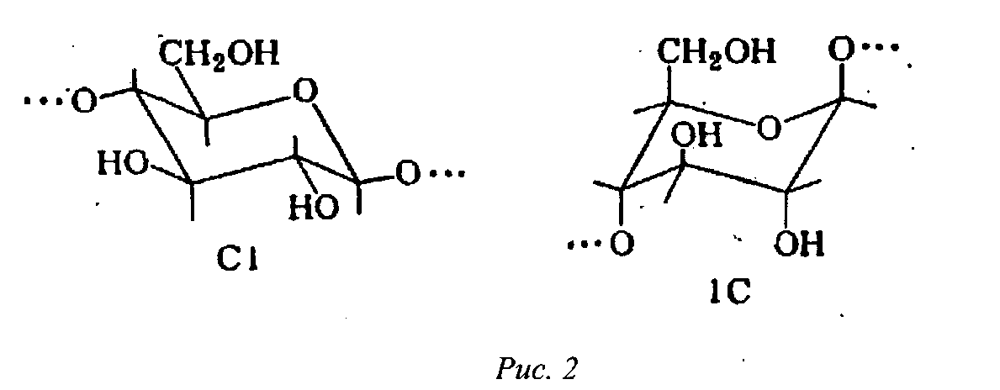 CH₂OH
···O
O
HO
HO
O···
C1
CH₂OH
O···
OH
O
···O
OH
1C
Рис. 2